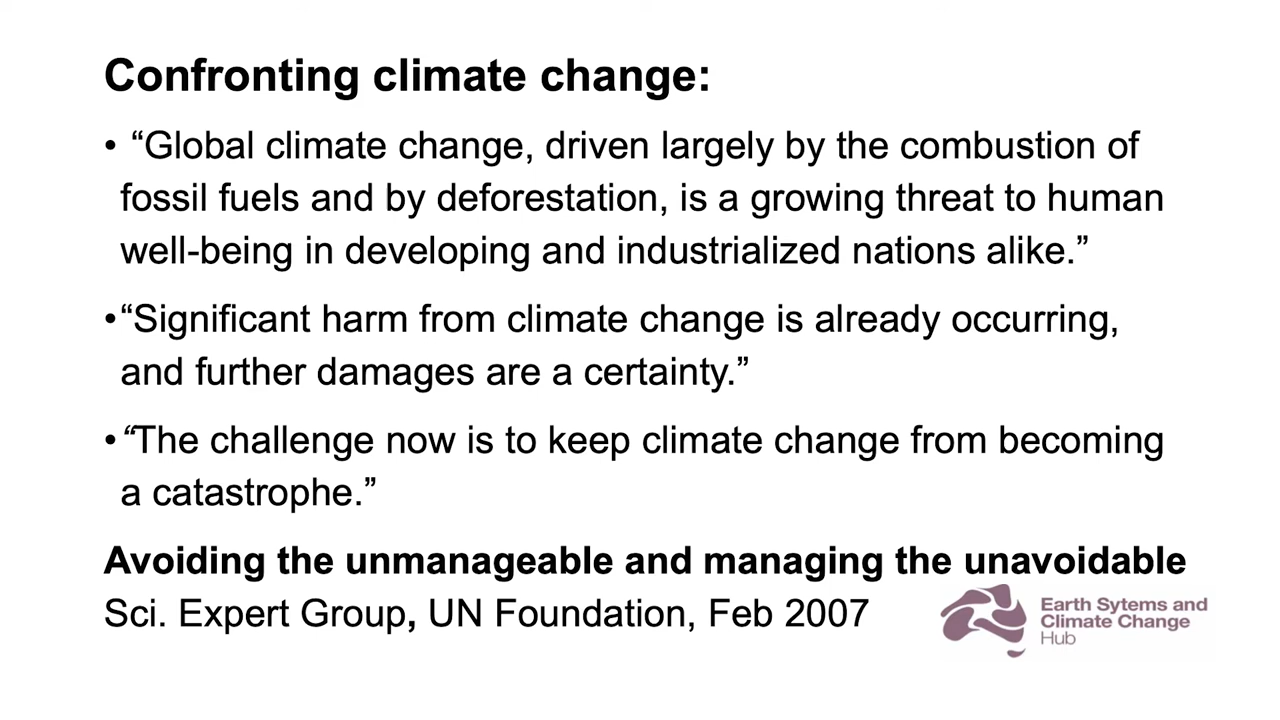 Confronting climate change:
• “Global climate change, driven largely by the combustion of
fossil fuels and by deforestation, is a growing threat to human
well-being in developing and industrialized nations alike.”
•“Significant harm from climate change is already occurring,
and further damages are a certainty.”
•“The challenge now is to keep climate change from becoming
a catastrophe.”
Avoiding the unmanageable and managing the unavoidable
Sci. Expert Group, UN Foundation, Feb 2007
Earth Sytems and
Climate Change
Hub